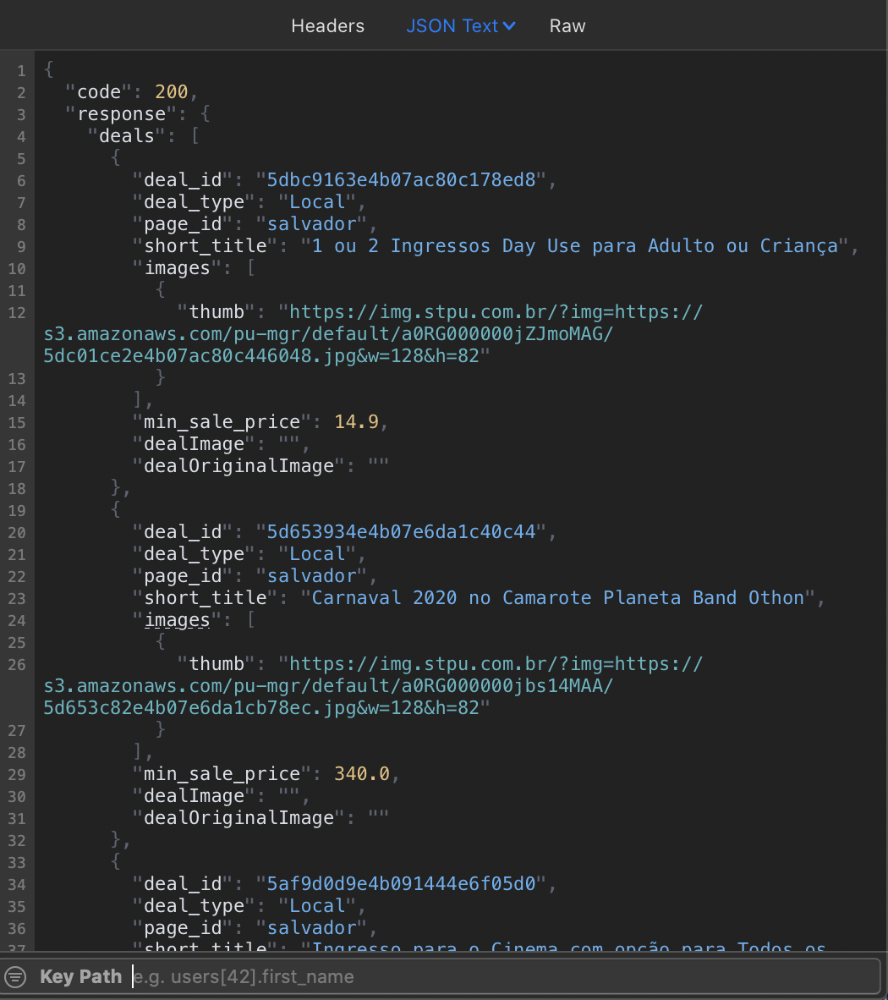 Headers JSON Text Raw
1 {
2 "code": 200,
3 "response": {
4 "deals": [
5 {
6 "deal_id": "5dbc9163e4b07ac80c178ed8",
7 "deal_type": "Local",
8 "page_id": "salvador",
9 "short_title": "1 ou 2 Ingressos Day Use para Adulto ou Criança",
10 "images": [
11 {
12 "thumb": "https://img.stpu.com.br/?img=https://
s3.amazonaws.com/pu-mgr/default/a0RG000000jZJmoMAG/
5dc01ce2e4b07ac80c446048.jpg&w=128&h=82"
13 }
14 ],
15 "min_sale_price": 14.9,
16 "dealImage": "",
17 "dealOriginalImage": ""
18 },
19 {
20 "deal_id": "5d653934e4b07e6da1c40c44",
21 "deal_type": "Local",
22 "page_id": "salvador",
23 "short_title": "Carnaval 2020 no Camarote Planeta Band Othon",
24 "images": [
25 {
26 "thumb": "https://img.stpu.com.br/?img=https://
s3.amazonaws.com/pu-mgr/default/a0RG000000jbs14MAA/
5d653c82e4b07e6da1cb78ec.jpg&w=128&h=82"
27 }
28 ],
29 "min_sale_price": 340.0,
30 "dealImage": "",
31 "dealOriginalImage": ""
32 },
33 {
34 "deal_id": "5af9d0d9e4b091444e6f05d0",
35 "deal_type": "Local",
36 "page_id": "salvador",
37 "short_title": "Ingresso para o Cinema com opção para Todos os
Key Path e.g. users[42].first_name